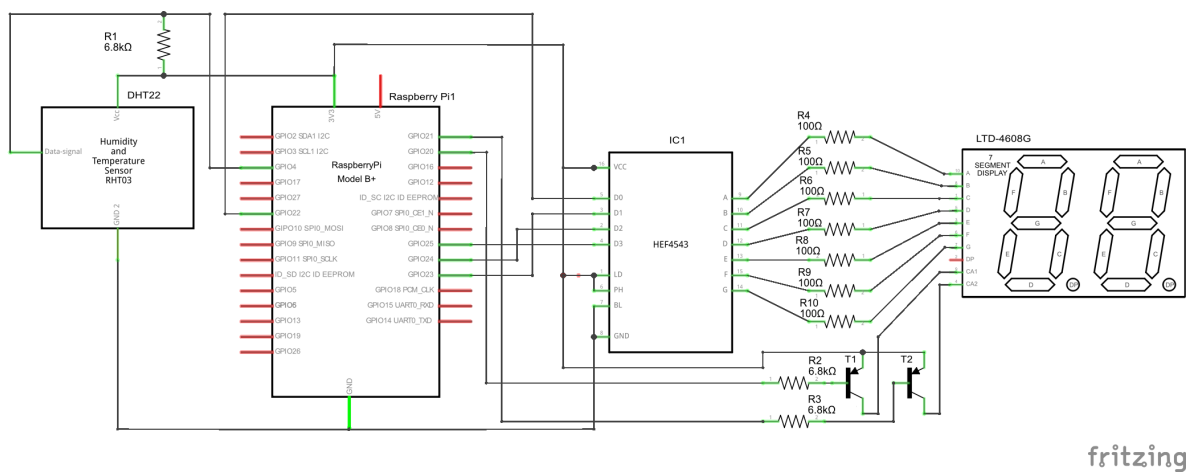 R1
6.8kΩ
DHT22
Vcc
Data-signal
Humidity
and
Temperature
Sensor
RHT03
GND 2
Raspberry Pi1
3V3
5V
RaspberryPi
Model B+
GPIO2 SDA1 I2C
GPIO3 SCL1 I2C
GPIO4
GPIO17
GPIO27
GPIO22
GIPO10 SPI0_MOSI
GPIO9 SPI0_MISO
GPIO11 SPI0_SCLK
ID_SD I2C ID EEPROM
GPIO5
GPIO6
GPIO13
GPIO19
GPIO26
GPIO21
GPIO20
GPIO16
GPIO12
ID_SC I2C ID EEPROM
GPIO7 SPI0_CE1_N
GPIO8 SPI0_CE0_N
GPIO25
GPIO24
GPIO23
GPIO18 PCM_CLK
GPIO15 UART0_RXD
GPIO14 UART0_TXD
GND
IC1
HEF4543
VCC
D0
D1
D2
D3
LD
PH
BL
GND
A
B
C
D
E
F
G
R4
100Ω
R5
100Ω
R6
100Ω
R7
100Ω
R8
100Ω
R9
100Ω
R10
100Ω
R2
6.8kΩ
R3
6.8kΩ
T1
T2
LTD-4608G
7
SEGMENT
DISPLAY
A
B
C
D
E
F
G
DP
CA1
CA2
A
F
B
G
E
C
D
DP
A
F
B
G
E
C
D
DP
fritzing